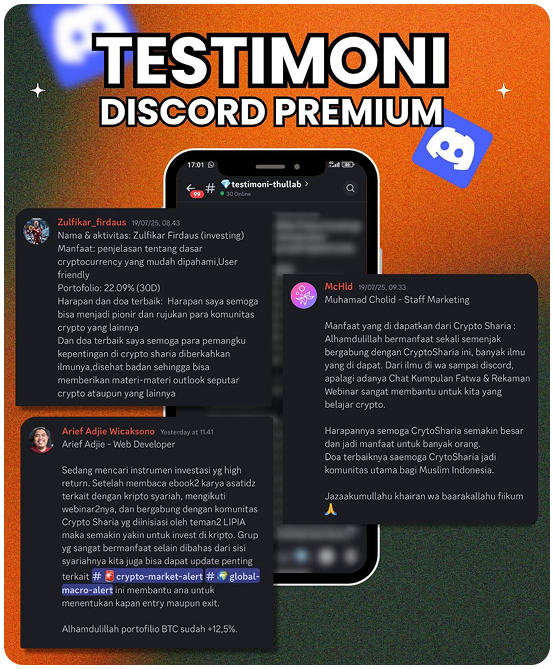 TESTIMONI
DISCORD PREMIUM
17:01
99
# 💎testimoni-thullab >
30 Online
Zulfikar_firdaus 19/07/25, 08.43
Nama & aktivitas: Zulfikar Firdaus (investing)
Manfaat: penjelasan tentang dasar
cryptocurrency yang mudah dipahami,User
friendly
Portofolio: 22.09% (30D)
Harapan dan doa terbaik:  Harapan saya semoga
bisa menjadi pionir dan rujukan para komunitas
crypto yang lainnya
Dan doa terbaik saya semoga para pemangku
kepentingan di crypto sharia diberkahkan
ilmunya,disehat badan sehingga bisa
memberikan materi-materi outlook seputar
crypto ataupun yang lainnya
McHld 19/07/25, 09.33
Muhamad Cholid - Staff Marketing
Manfaat yang di dapatkan dari Crypto Sharia :
Alhamdulillah bermanfaat sekali semenjak
bergabung dengan CryptoSharia ini, banyak ilmu
yang di dapat. Dari ilmu di wa sampai discord,
apalagi adanya Chat Kumpulan Fatwa & Rekaman
Webinar sangat membantu untuk kita yang
belajar crypto.
Harapannya semoga CrytoSharia semakin besar
dan jadi manfaat untuk banyak orang.
Doa terbaiknya saemoga CrytoSharia jadi
komunitas utama bagi Muslim Indonesia.
Jazaakumullahu khairan wa baarakallahu fiikum
🙏
Arief Adjie Wicaksono Yesterday at 11.41
Arief Adjie - Web Developer
Sedang mencari instrumen investasi yg high
return. Setelah membaca ebook2 karya asatidz
terkait dengan kripto syariah, mengikuti
webinar2nya, dan bergabung dengan komunitas
Crypto Sharia yg diinisiasi oleh teman2 LIPIA
maka semakin yakin untuk invest di kripto. Grup
yg sangat bermanfaat selain dibahas dari sisi
syariahnya kita juga bisa dapat update penting
terkait # 🚨crypto-market-alert # 🌍global-
macro-alert ini membantu ana untuk
menentukan kapan entry maupun exit.
Alhamdulillah portofilio BTC sudah +12,5%.